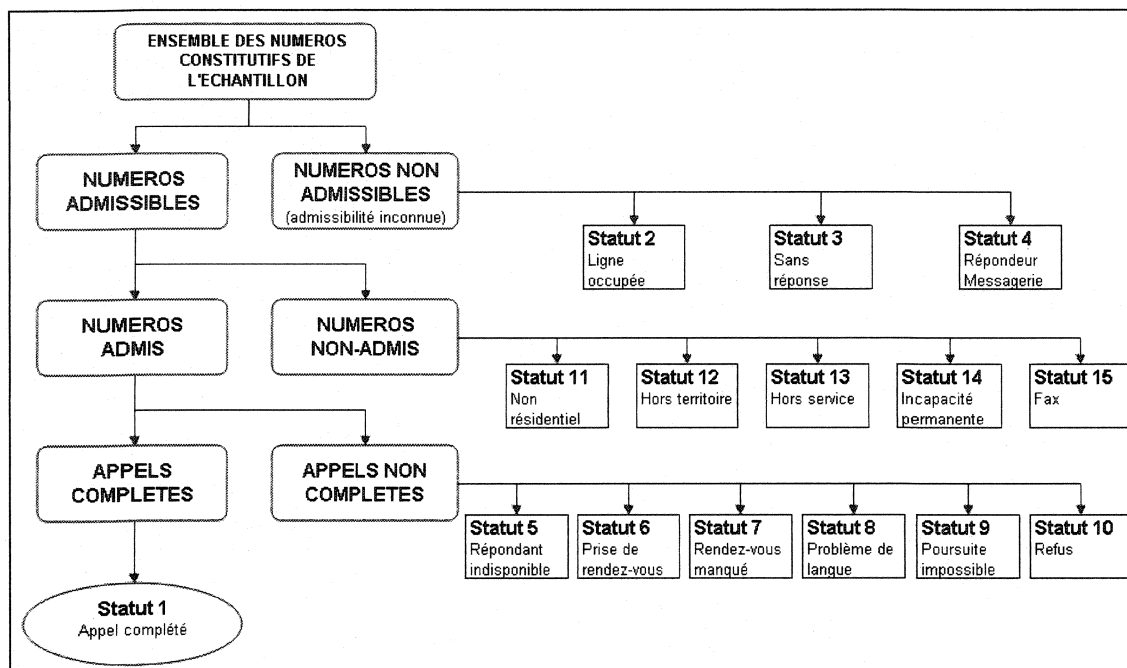 ENSEMBLE DES NUMEROS
CONSTITUTIFS DE
L'ECHANTILLON
NUMEROS
ADMISSIBLES
NUMEROS NON
ADMISSIBLES
(admissibilité inconnue)
Statut 2
Ligne
occupée
Statut 3
Sans
réponse
Statut 4
Répondeur
Messagerie
NUMEROS
ADMIS
NUMEROS
NON-ADMIS
Statut 11
Non
résidentiel
Statut 12
Hors territoire
Statut 13
Hors service
Statut 14
Incapacité
permanente
Statut 15
Fax
APPELS
COMPLETES
APPELS NON
COMPLETES
Statut 5
Répondant
indisponible
Statut 6
Prise de
rendez-vous
Statut 7
Rendez-vous
manqué
Statut 8
Problème de
langue
Statut 9
Poursuite
impossible
Statut 10
Refus
Statut 1
Appel complété